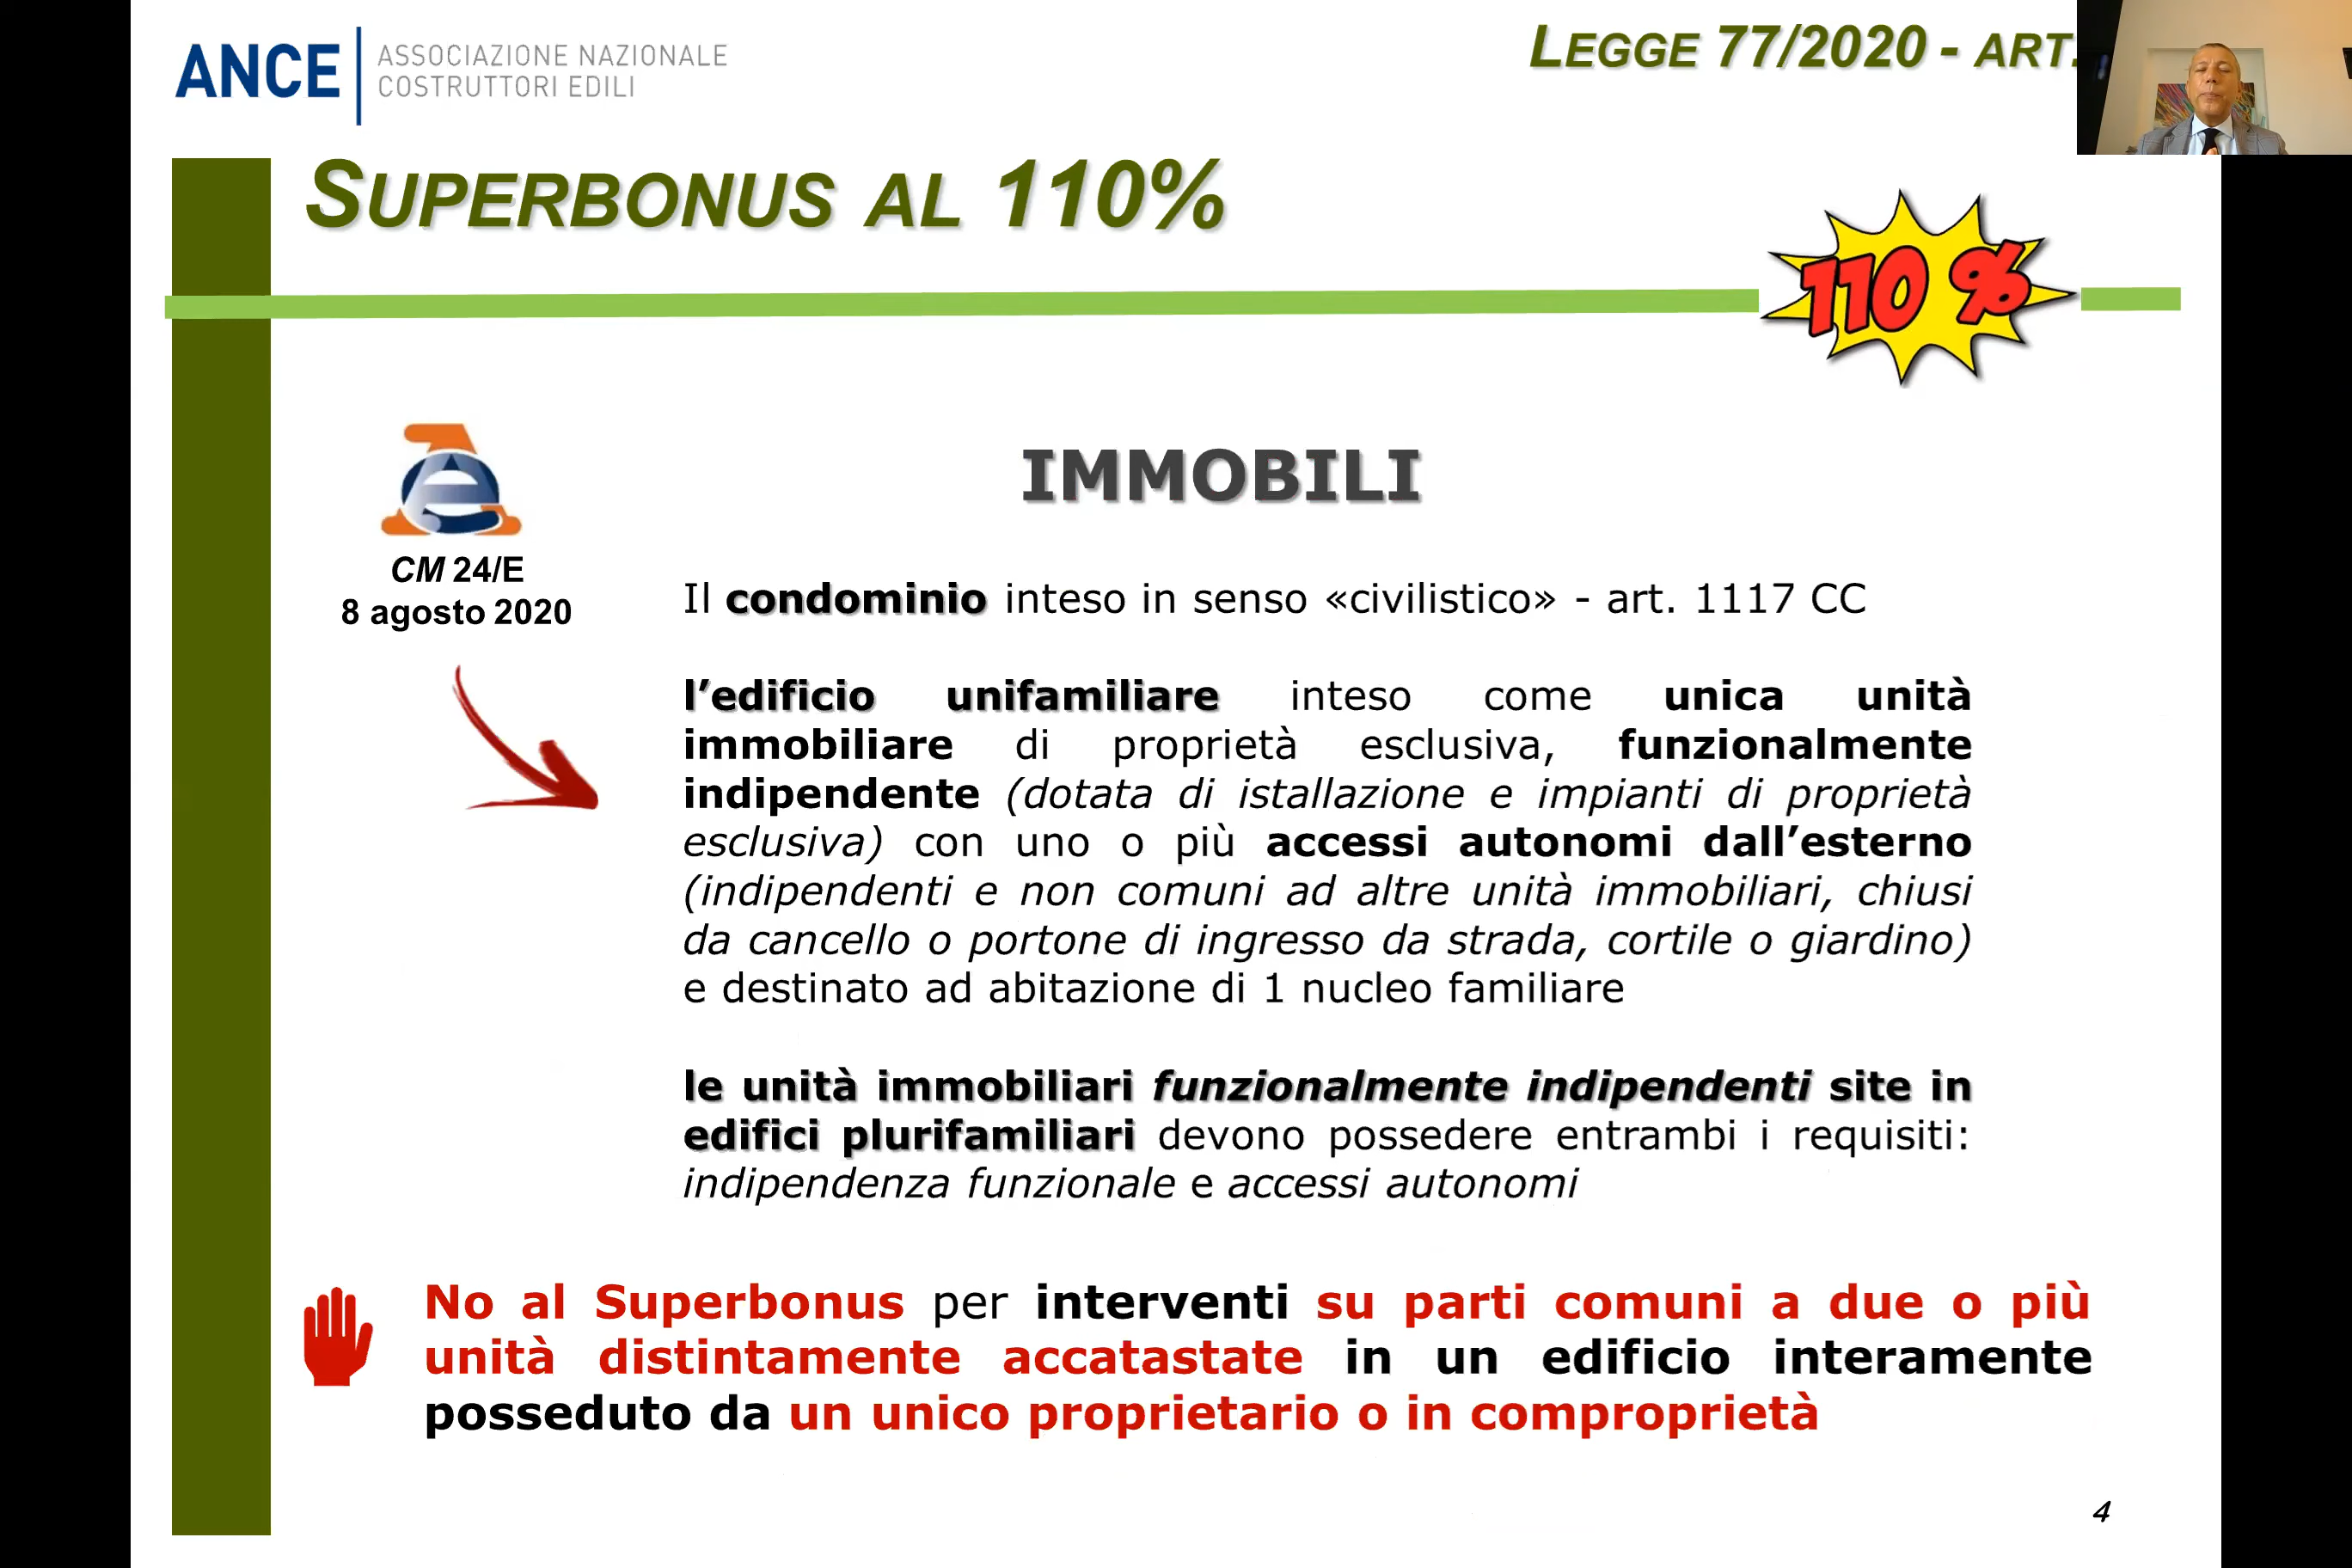 ANCE
ASSOCIAZIONE NAZIONALE
COSTRUTTORI EDILI
LEGGE 77/2020 - ART.
SUPERBONUS AL 110%
110 %
IMMOBILI
CM 24/E
8 agosto 2020
Il condominio inteso in senso «civilistico» - art. 1117 CC
l’edificio unifamiliare inteso come unica unità
immobiliare di proprietà esclusiva, funzionalmente
indipendente (dotata di istallazione e impianti di proprietà
esclusiva) con uno o più accessi autonomi dall’esterno
(indipendenti e non comuni ad altre unità immobiliari, chiusi
da cancello o portone di ingresso da strada, cortile o giardino)
e destinato ad abitazione di 1 nucleo familiare
le unità immobiliari funzionalmente indipendenti site in
edifici plurifamiliari devono possedere entrambi i requisiti:
indipendenza funzionale e accessi autonomi
No al Superbonus per interventi su parti comuni a due o più
unità distintamente accatastate in un edificio interamente
posseduto da un unico proprietario o in comproprietà
4